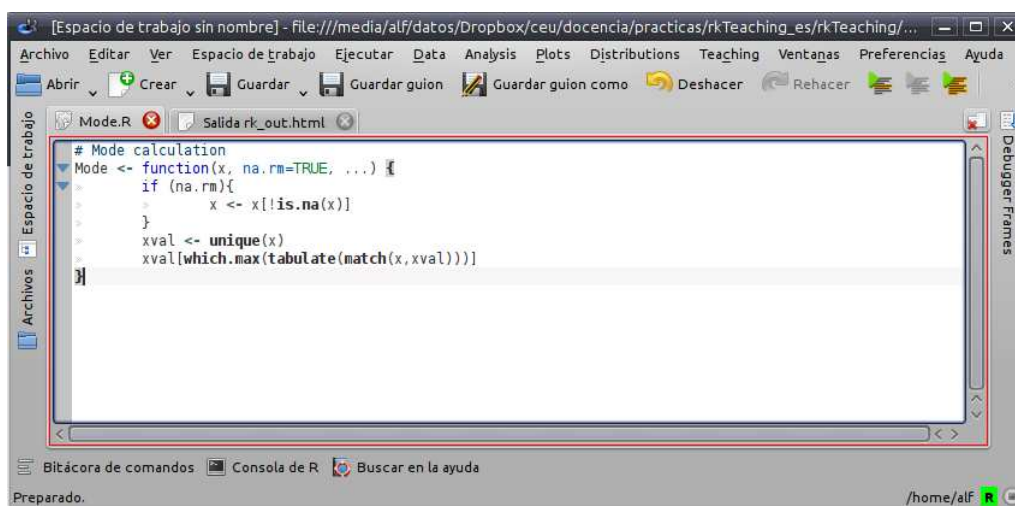 [Espacio de trabajo sin nombre] - file:///media/alf/datos/Dropbox/ceu/docencia/practicas/rkTeaching_es/rkTeaching/...
Archivo Editar Ver Espacio de trabajo Ejecutar Data Analysis Plots Distributions Teaching Ventanas Preferencias Ayuda
Abrir Crear Guardar Guardar guion Guardar guion como Deshacer Rehacer
Mode.R Salida rk_out.html
Espacio de trabajo
Archivos
# Mode calculation
Mode <- function(x, na.rm=TRUE, ...) {
if (na.rm){
x <- x[!is.na(x)]
}
xval <- unique(x)
xval[which.max(tabulate(match(x,xval)))]
}
Debugger Frames
Bitácora de comandos Consola de R Buscar en la ayuda
Preparado. /home/alf R